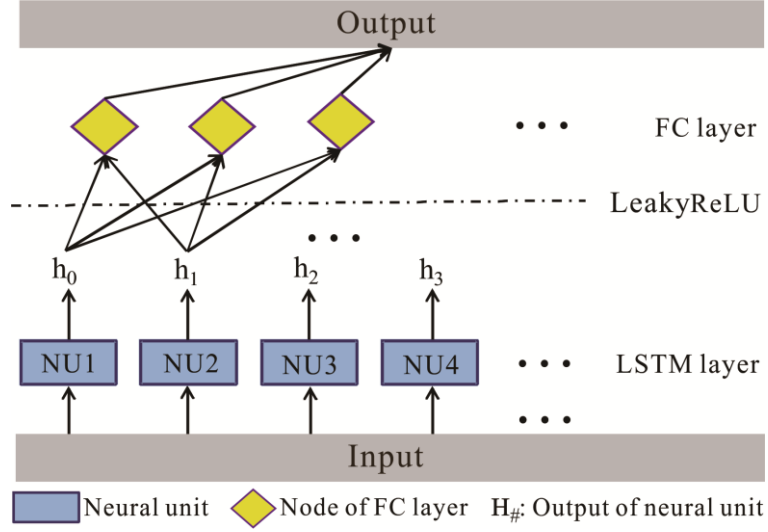 Output
FC layer
LeakyReLU
h₀ h₁ h₂ h₃
NU1 NU2 NU3 NU4 LSTM layer
Input
Neural unit Node of FC layer H#: Output of neural unit